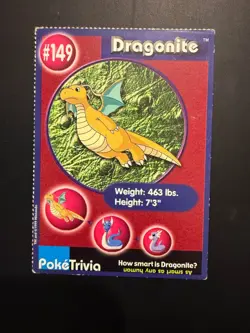 #149
Dragonite
TM
Weight: 463 lbs.
Height: 7'3"
PokéTrivia
How smart is Dragonite?
As smart as any human